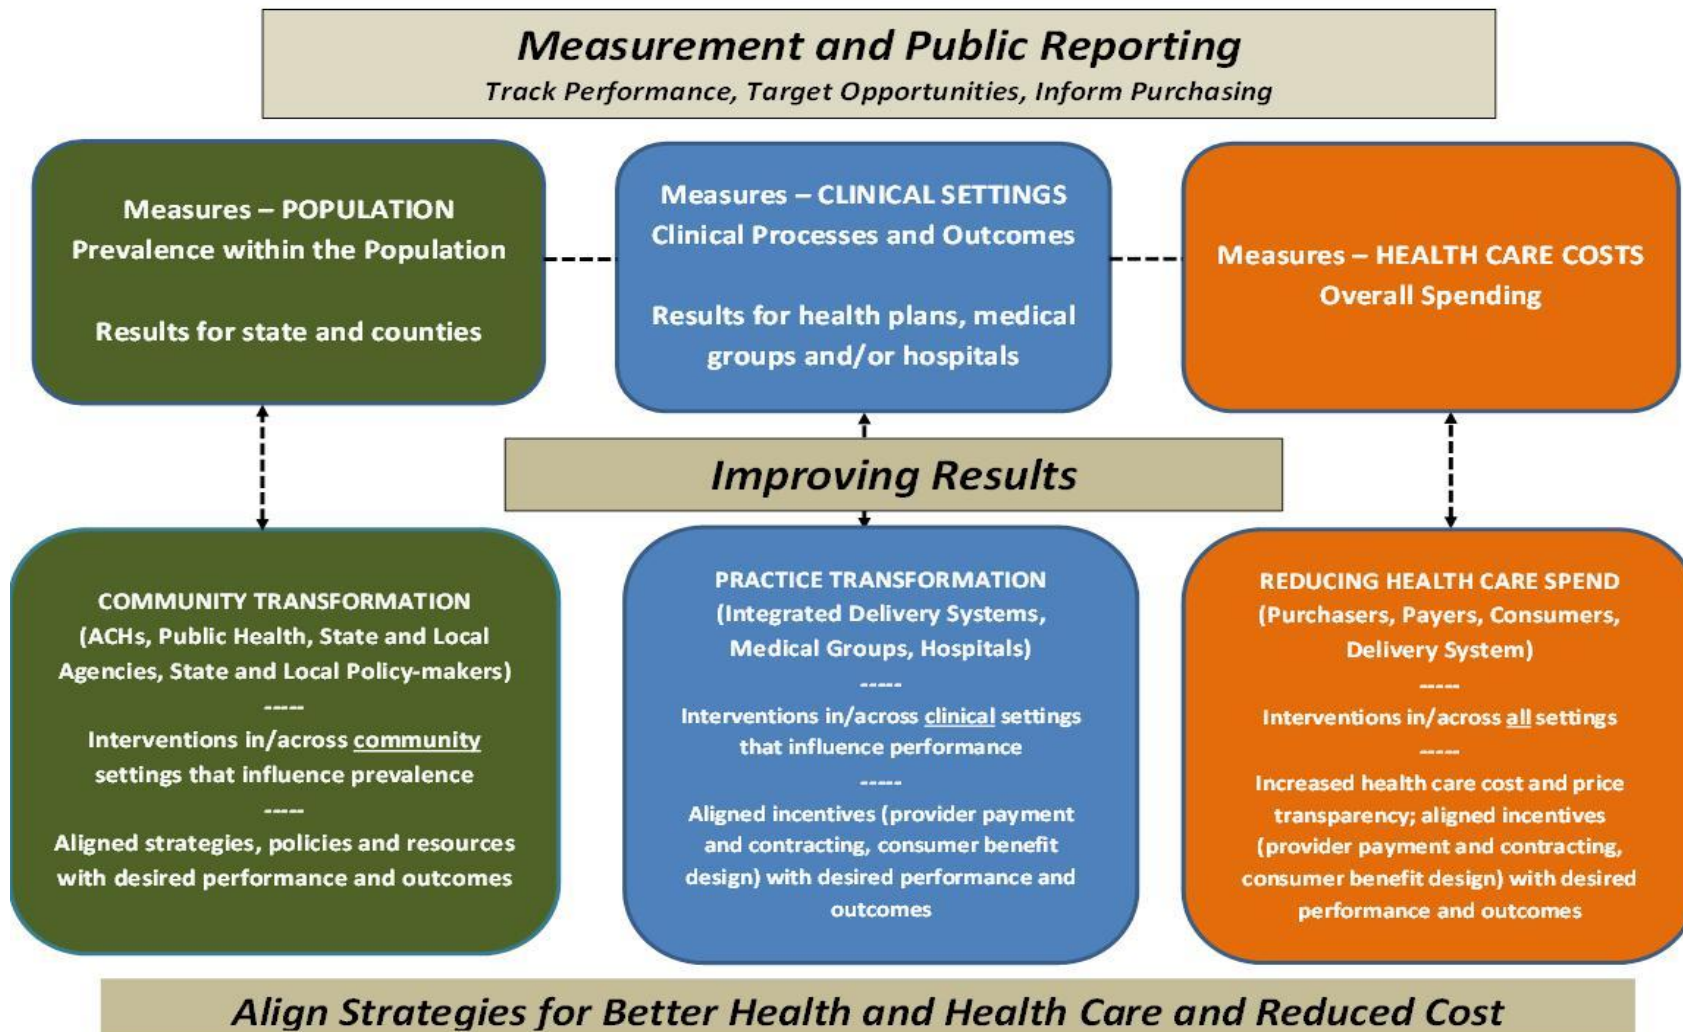 Measurement and Public Reporting
Track Performance, Target Opportunities, Inform Purchasing
Measures – POPULATION
Prevalence within the Population
Results for state and counties
Measures – CLINICAL SETTINGS
Clinical Processes and Outcomes
Results for health plans, medical
groups and/or hospitals
Measures – HEALTH CARE COSTS
Overall Spending
Improving Results
COMMUNITY TRANSFORMATION
(ACHs, Public Health, State and Local
Agencies, State and Local Policy-makers)
-----
Interventions in/across community
settings that influence prevalence
-----
Aligned strategies, policies and resources
with desired performance and outcomes
PRACTICE TRANSFORMATION
(Integrated Delivery Systems,
Medical Groups, Hospitals)
-----
Interventions in/across clinical settings
that influence performance
-----
Aligned incentives (provider payment
and contracting, consumer benefit
design) with desired performance and
outcomes
REDUCING HEALTH CARE SPEND
(Purchasers, Payers, Consumers,
Delivery System)
-----
Interventions in/across all settings
-----
Increased health care cost and price
transparency; aligned incentives
(provider payment and contracting,
consumer benefit design) with desired
performance and outcomes
Align Strategies for Better Health and Health Care and Reduced Cost